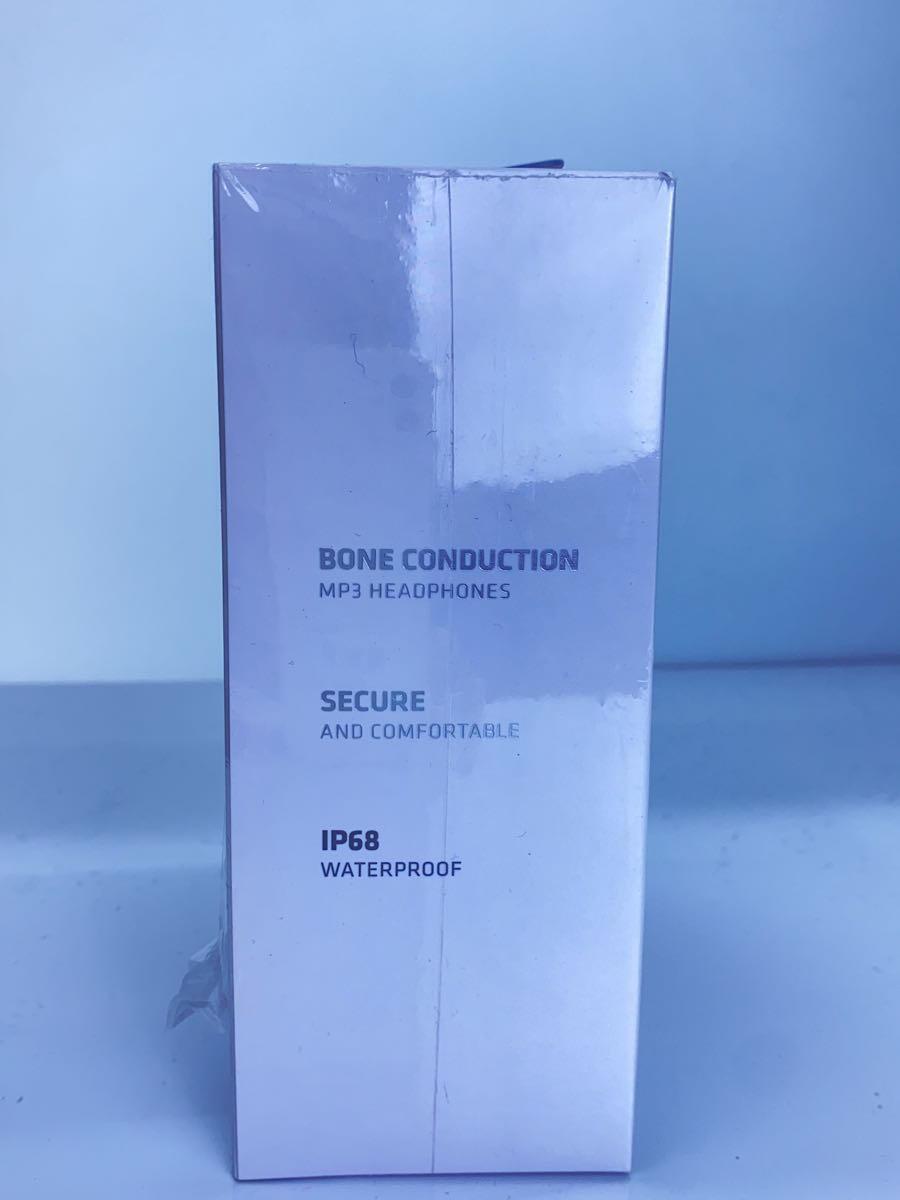 BONE CONDUCTION
MP3 HEADPHONES
SECURE
AND COMFORTABLE
IP68
WATERPROOF